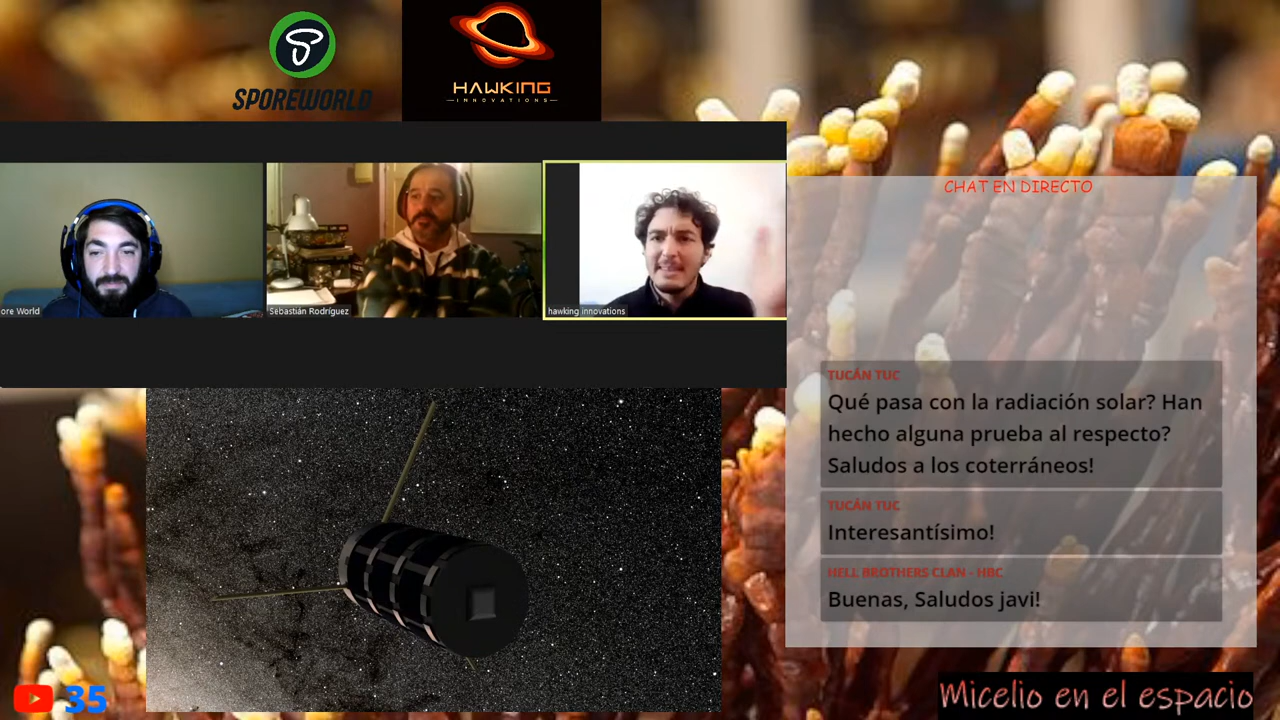 SPOREWORLD
HAWKING
INNOVATIONS
ore World
Sebastián Rodríguez
hawking innovations
CHAT EN DIRECTO
TUCÁN TUC
Qué pasa con la radiación solar? Han
hecho alguna prueba al respecto?
Saludos a los coterráneos!
TUCÁN TUC
Interesantísimo!
HELL BROTHERS CLAN - HBC
Buenas, Saludos javi!
35
Micelio en el espacio